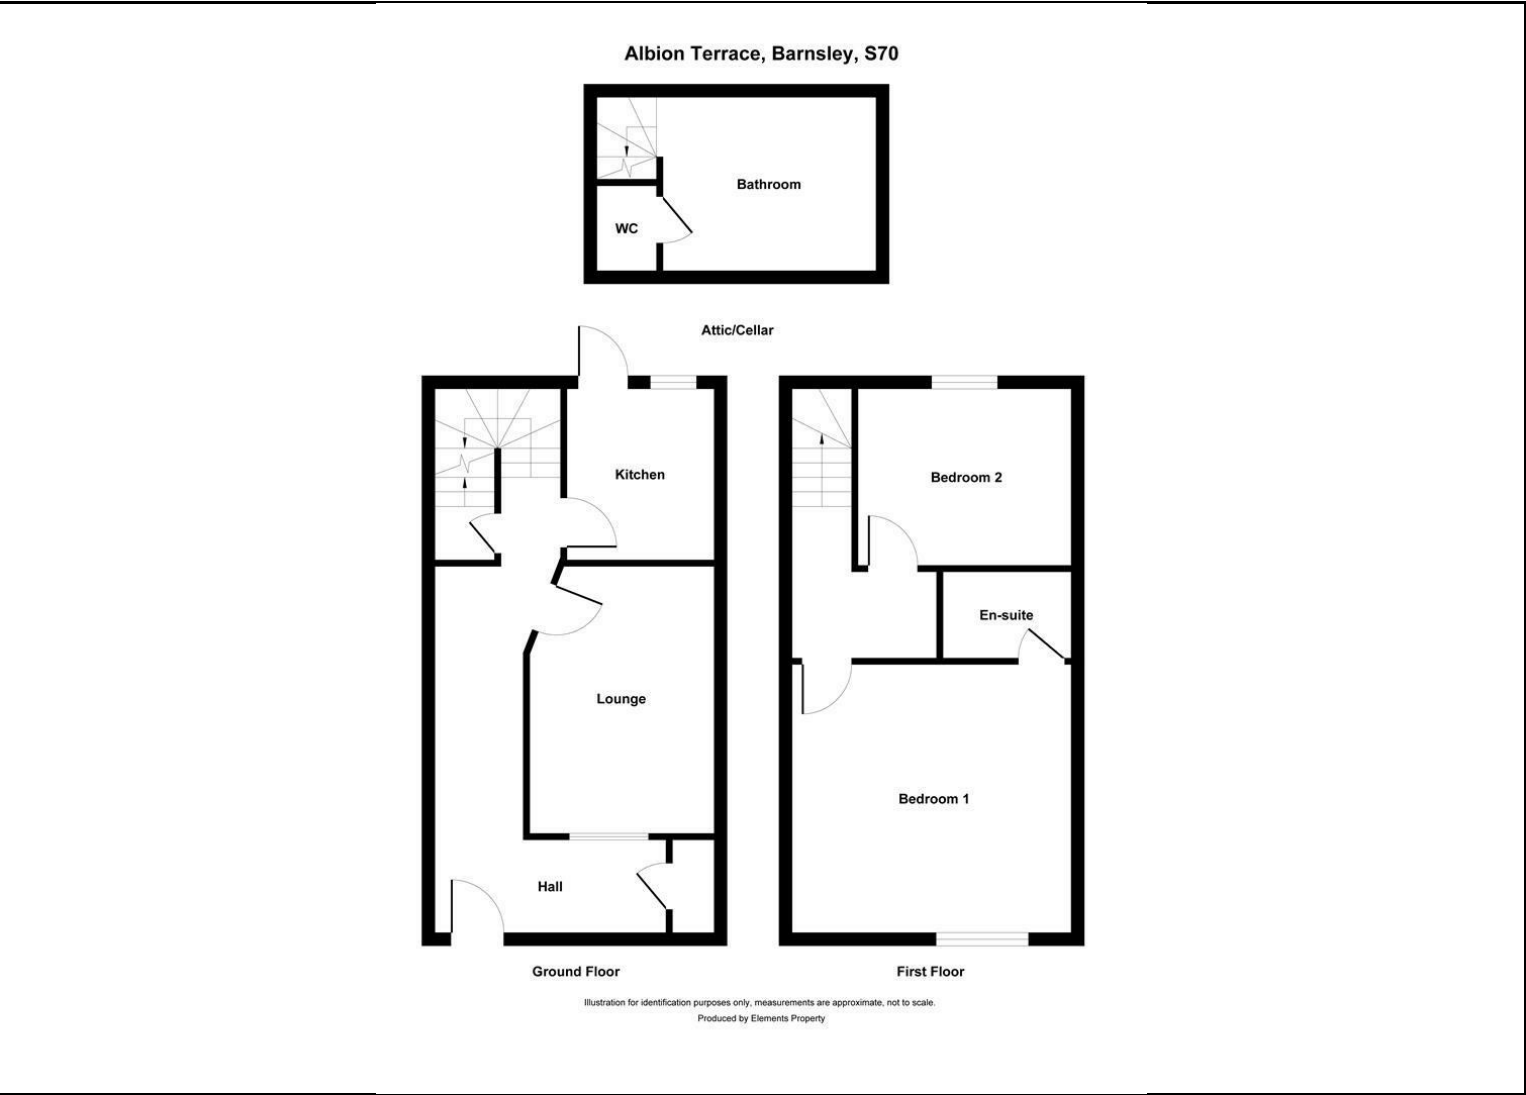 Albion Terrace, Barnsley, S70
Bathroom
WC
Attic/Cellar
Kitchen
Lounge
Hall
Ground Floor
Bedroom 2
En-suite
Bedroom 1
First Floor
Illustration for identification purposes only, measurements are approximate, not to scale.
Produced by Elements Property